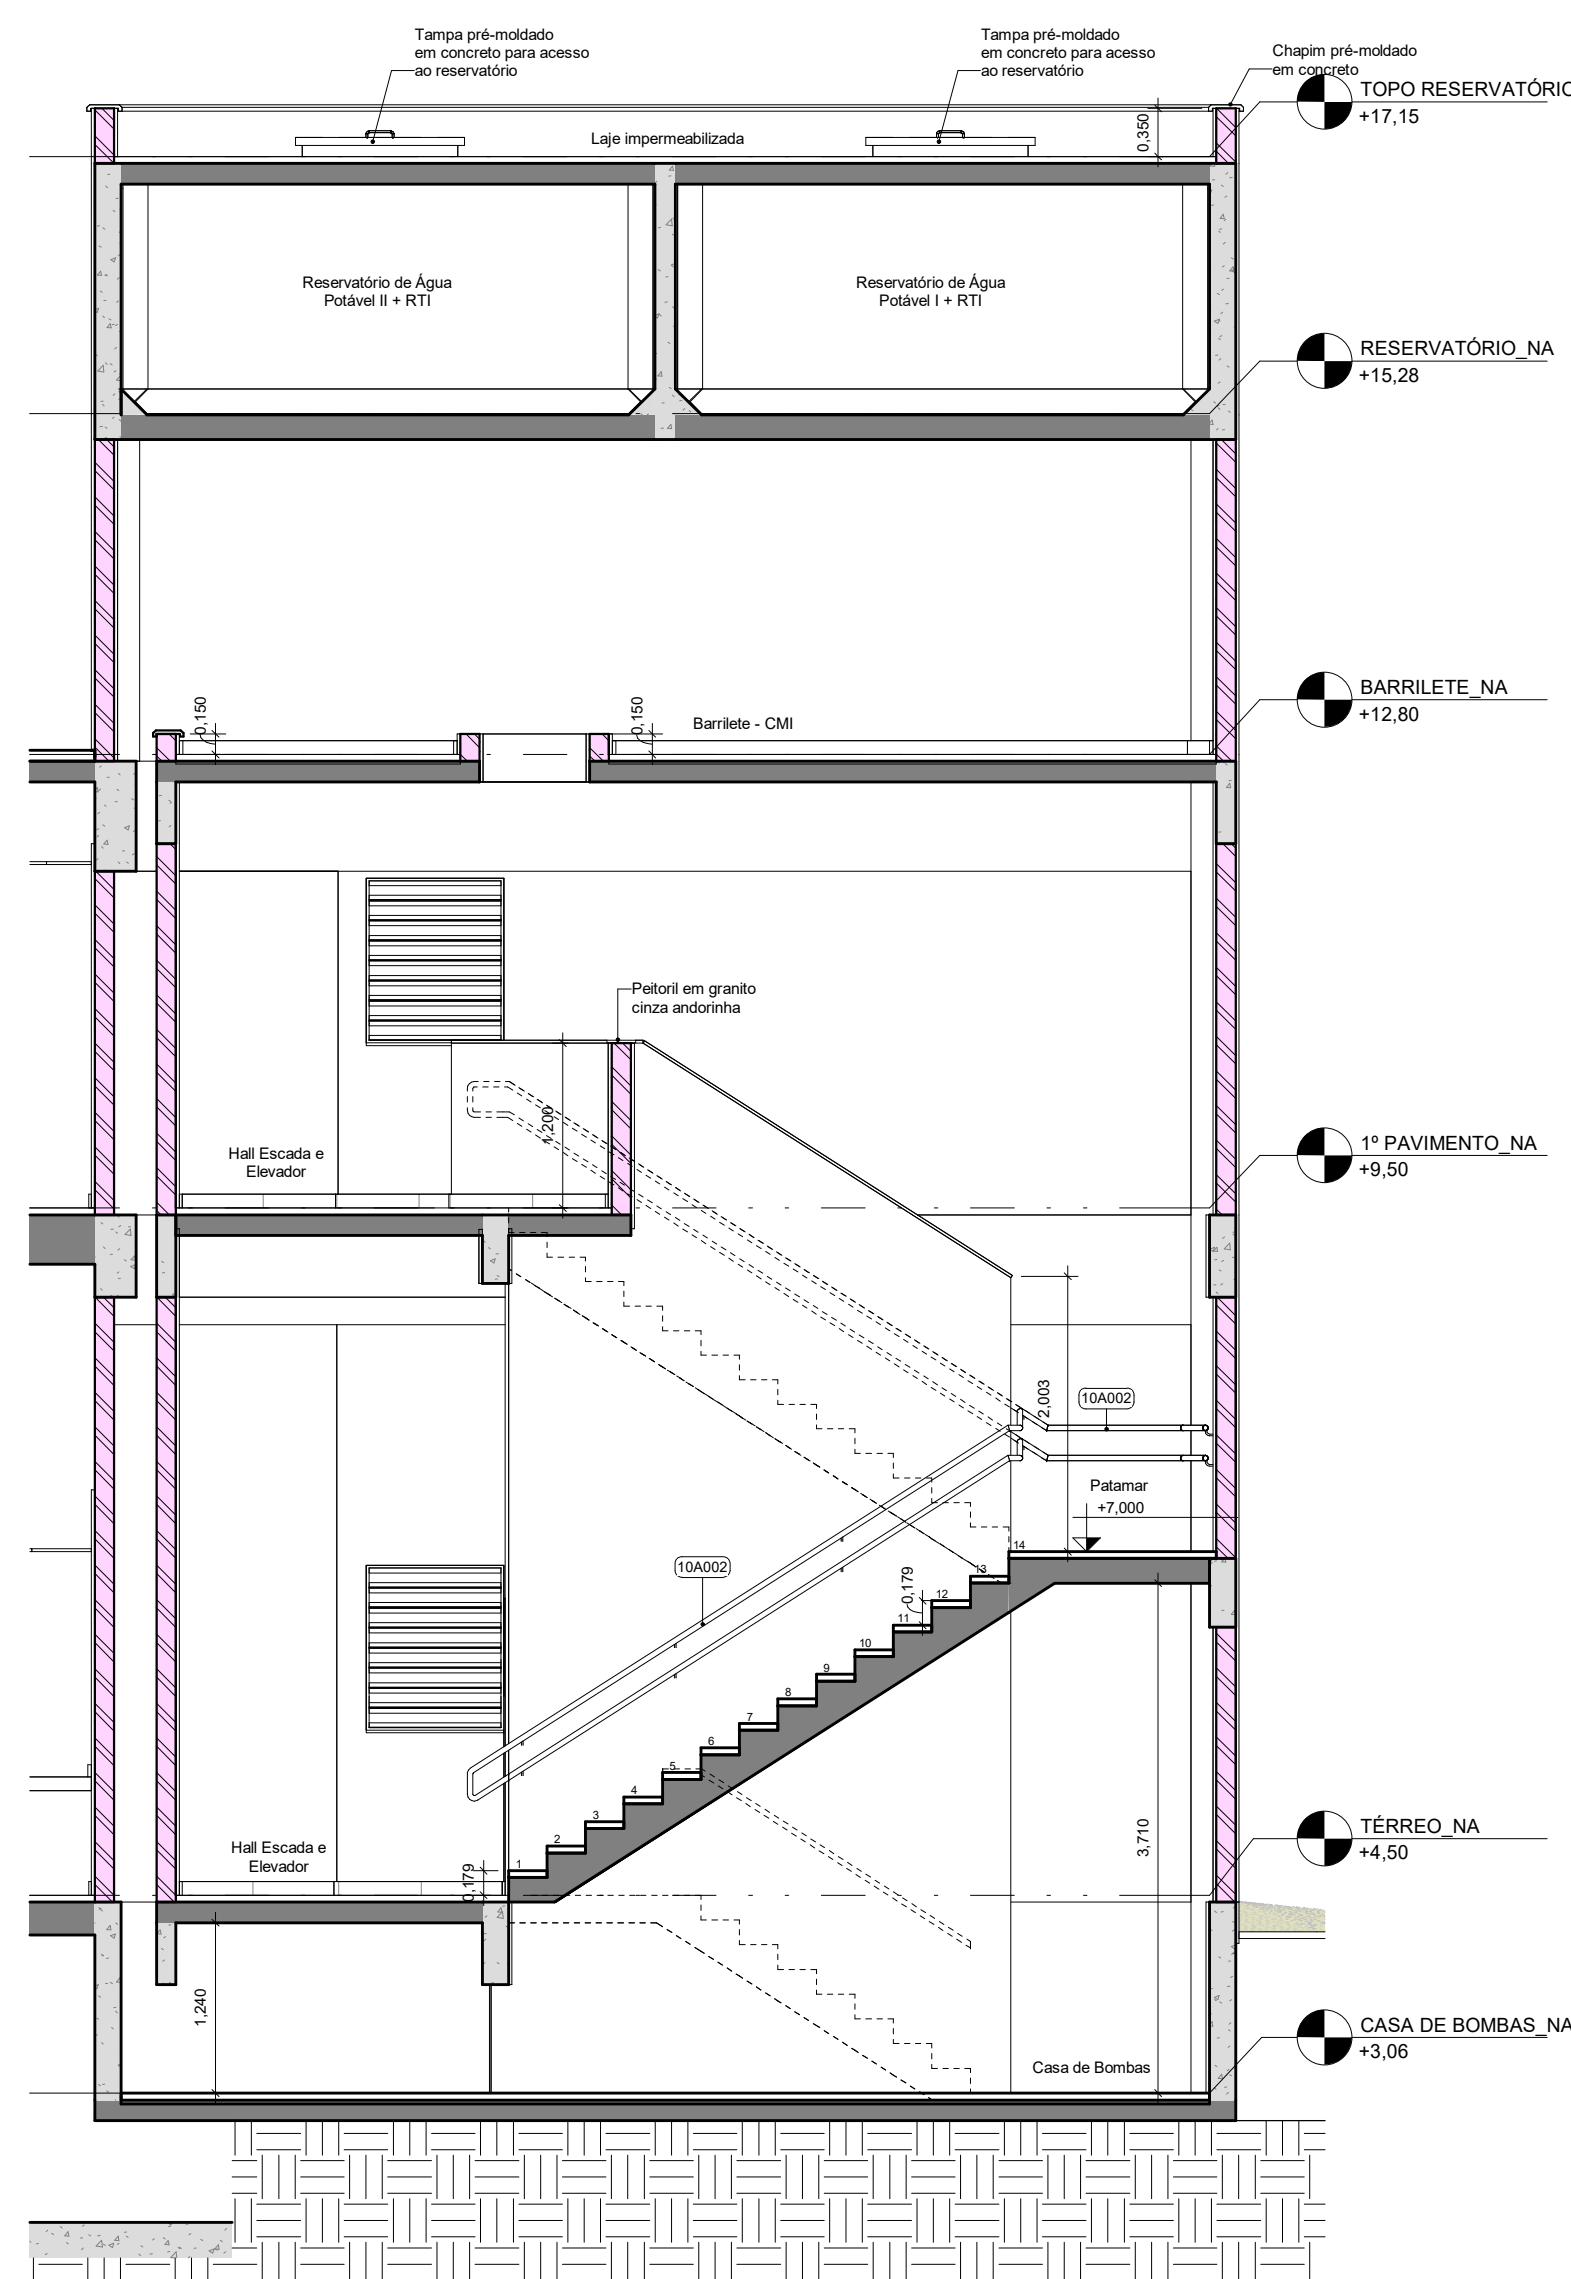 Tampa pré-moldado
em concreto para acesso
ao reservatório
Tampa pré-moldado
em concreto para acesso
ao reservatório
Chapim pré-moldado
em concreto
TOPO RESERVATÓRIO
+17,15
0,350
Laje impermeabilizada
Reservatório de Água
Potável II + RTI
Reservatório de Água
Potável I + RTI
RESERVATÓRIO_NA
+15,28
BARRILETE_NA
+12,80
0,150
0,150
Barrilete - CMI
Peitoril em granito
cinza andorinha
1,200
Hall Escada e
Elevador
1º PAVIMENTO_NA
+9,50
2,003
10A002
Patamar
+7,000
14
13
0,179
12
11
10
9
8
7
6
5
4
3
2
1
10A002
0,179
3,710
Hall Escada e
Elevador
TÉRREO_NA
+4,50
1,240
Casa de Bombas
CASA DE BOMBAS_NA
+3,06